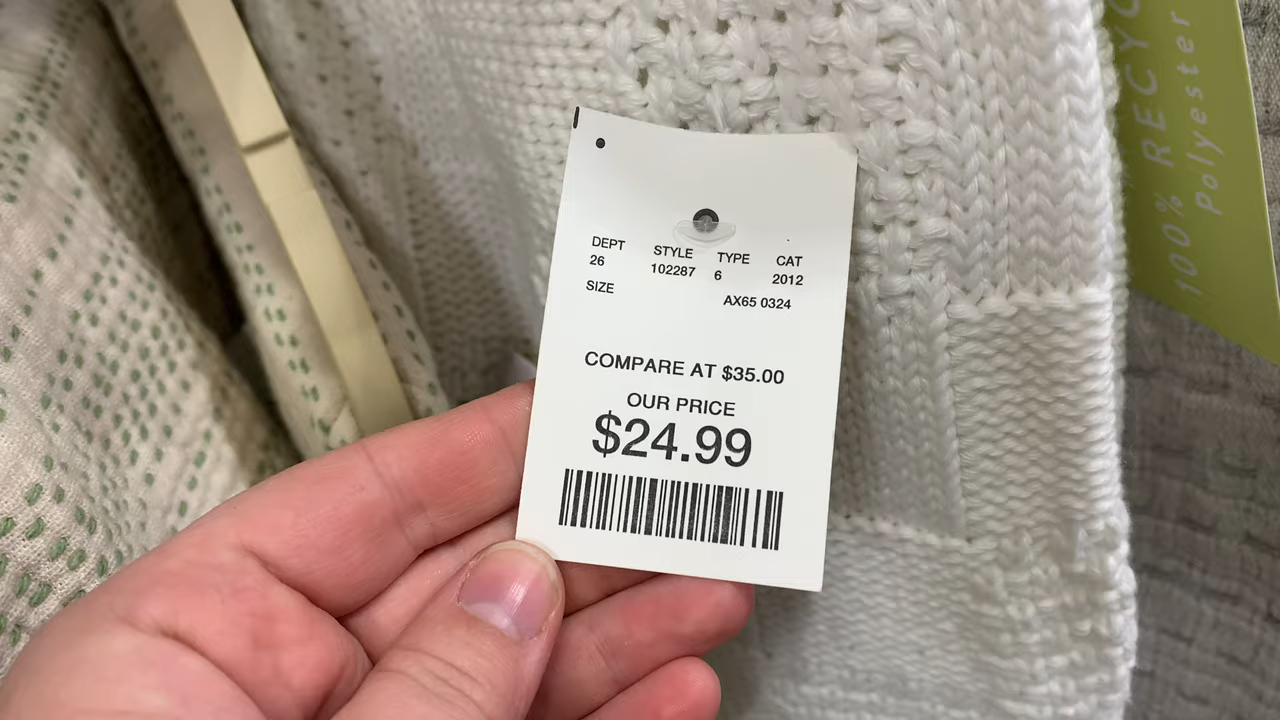 DEPT STYLE TYPE CAT
26 102287 6 2012
SIZE AX65 0324
COMPARE AT $35.00
OUR PRICE
$24.99
100% RECYC
Polyester